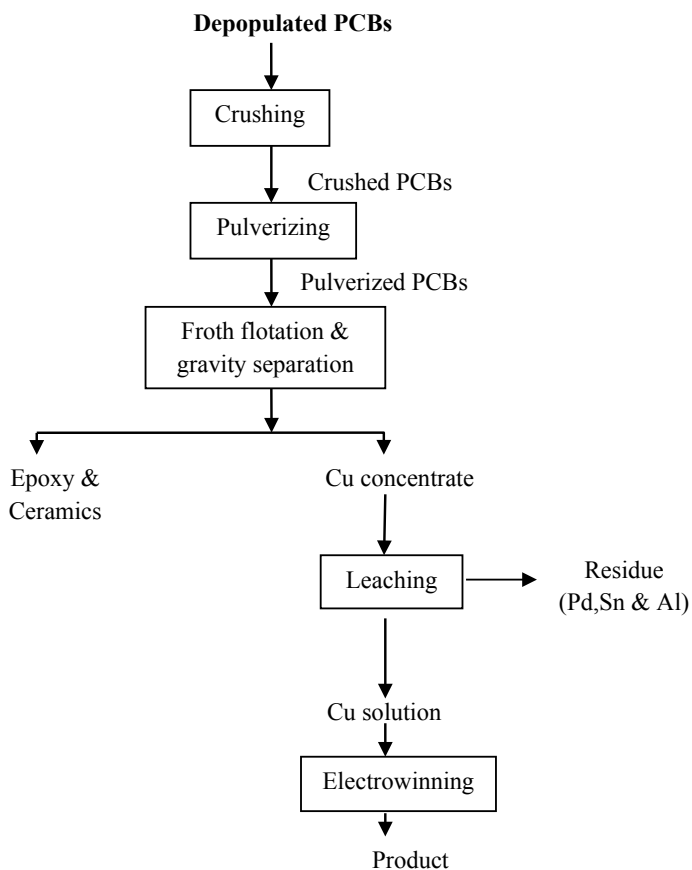 Depopulated PCBs
Crushing
Crushed PCBs
Pulverizing
Pulverized PCBs
Froth flotation &
gravity separation
Epoxy &
Ceramics
Cu concentrate
Leaching
Residue
(Pd,Sn & Al)
Cu solution
Electrowinning
Product